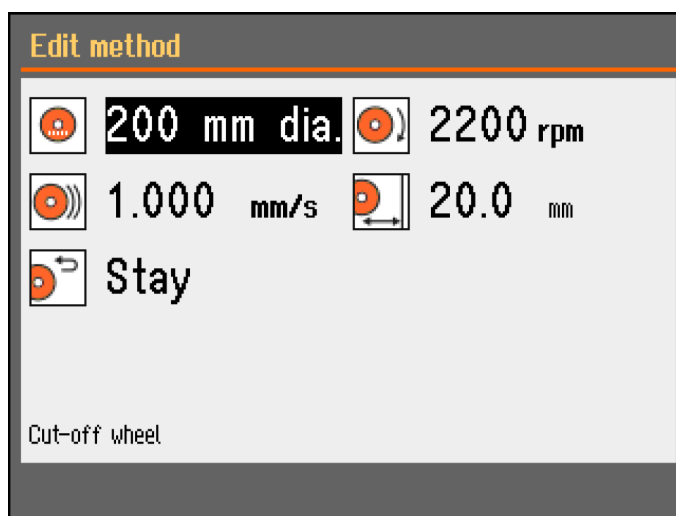 Edit method
200 mm dia. 2200 rpm
1.000 mm/s 20.0 mm
Stay
Cut-off wheel